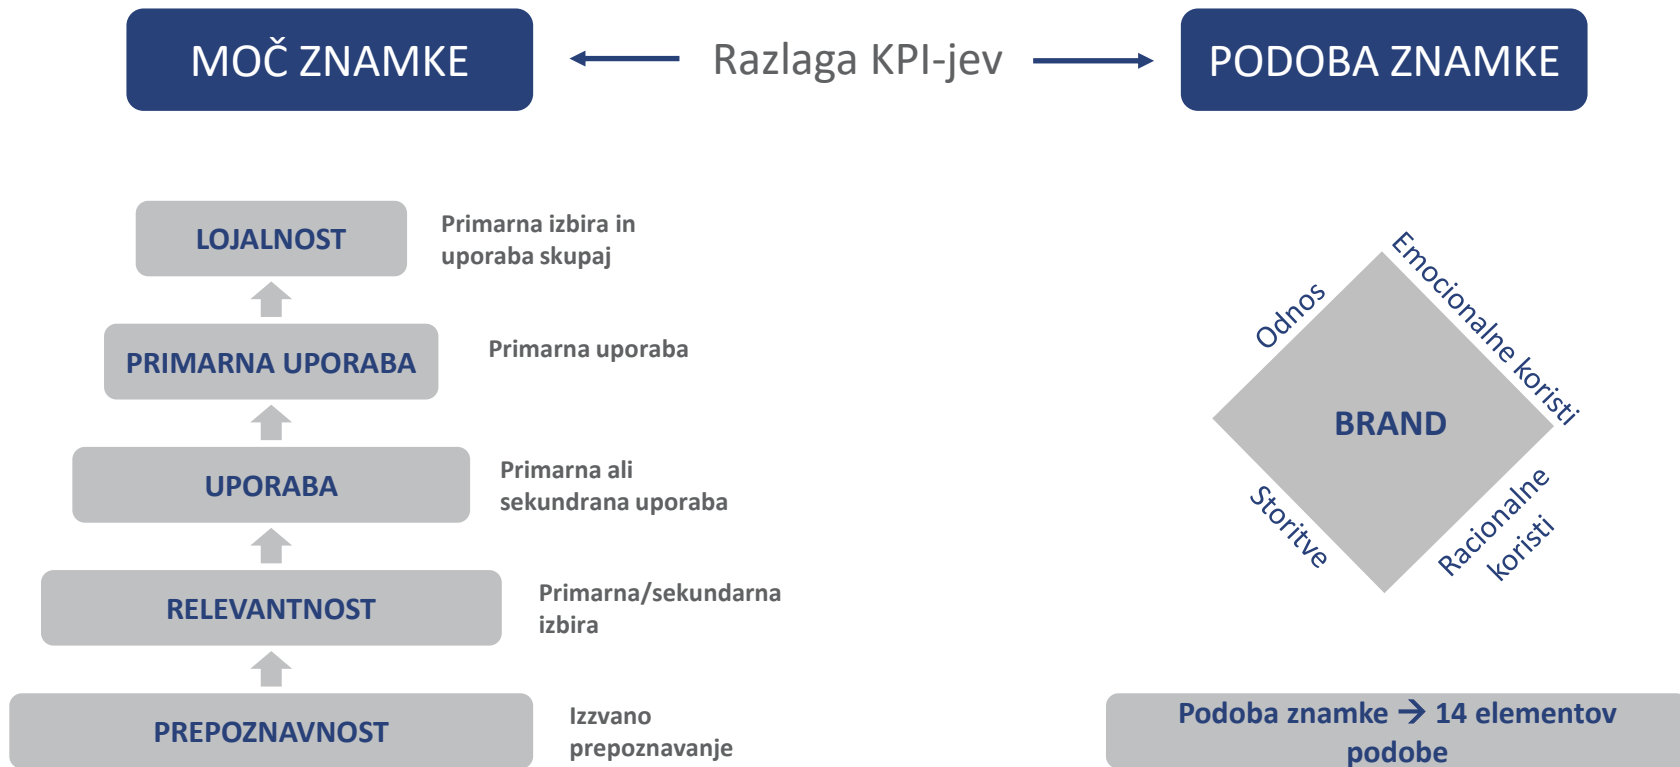 MOČ ZNAMKE
Razlaga KPI-jev
PODOBA ZNAMKE
LOJALNOST
Primarna izbira in
uporaba skupaj
PRIMARNA UPORABA
Primarna uporaba
UPORABA
Primarna ali
sekundrana uporaba
RELEVANTNOST
Primarna/sekundarna
izbira
PREPOZNAVNOST
Izzvano
prepoznavanje
Odnos
Emocionalne koristi
BRAND
Storitve
Racionalne
koristi
Podoba znamke → 14 elementov
podobe